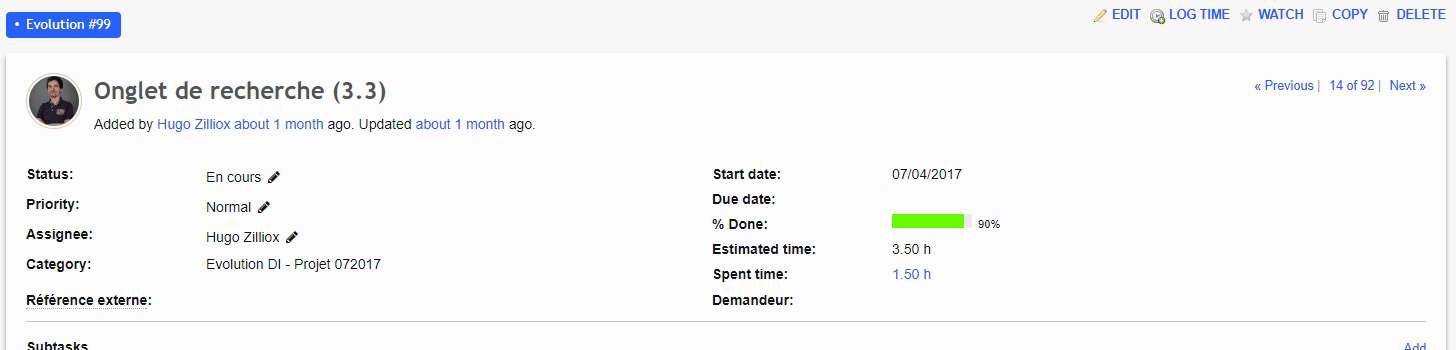 • Evolution #99
EDIT LOG TIME WATCH COPY DELETE
Onglet de recherche (3.3)
« Previous | 14 of 92 | Next »
Added by Hugo Zilliox about 1 month ago. Updated about 1 month ago.
Status: En cours
Priority: Normal
Assignee: Hugo Zilliox
Category: Evolution DI - Projet 072017
Référence externe:
Start date: 07/04/2017
Due date:
% Done: 90%
Estimated time: 3.50 h
Spent time: 1.50 h
Demandeur:
Subtasks
Add